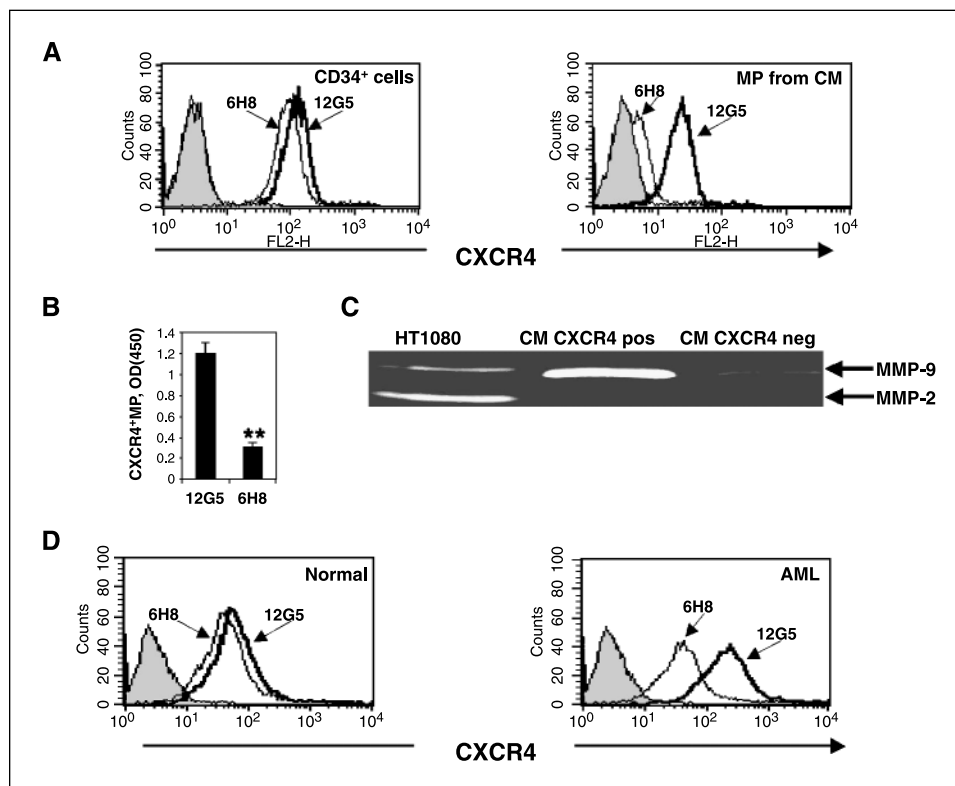 A
100
80
60
40
20
0
Counts
CD34⁺ cells
6H8
12G5
10⁰ 10¹ 10² 10³ 10⁴
FL2-H
100
80
60
40
20
0
Counts
MP from CM
6H8
12G5
10⁰ 10¹ 10² 10³ 10⁴
FL2-H
CXCR4
B
CXCR4⁺MP, OD(450)
1.4
1.2
1
0.8
0.6
0.4
0.2
0
**
12G5 6H8
C
HT1080 CM CXCR4 pos CM CXCR4 neg
MMP-9
MMP-2
D
100
80
60
40
20
0
Counts
Normal
6H8
12G5
10⁰ 10¹ 10² 10³ 10⁴
100
80
60
40
20
0
Counts
AML
6H8
12G5
10⁰ 10¹ 10² 10³ 10⁴
CXCR4